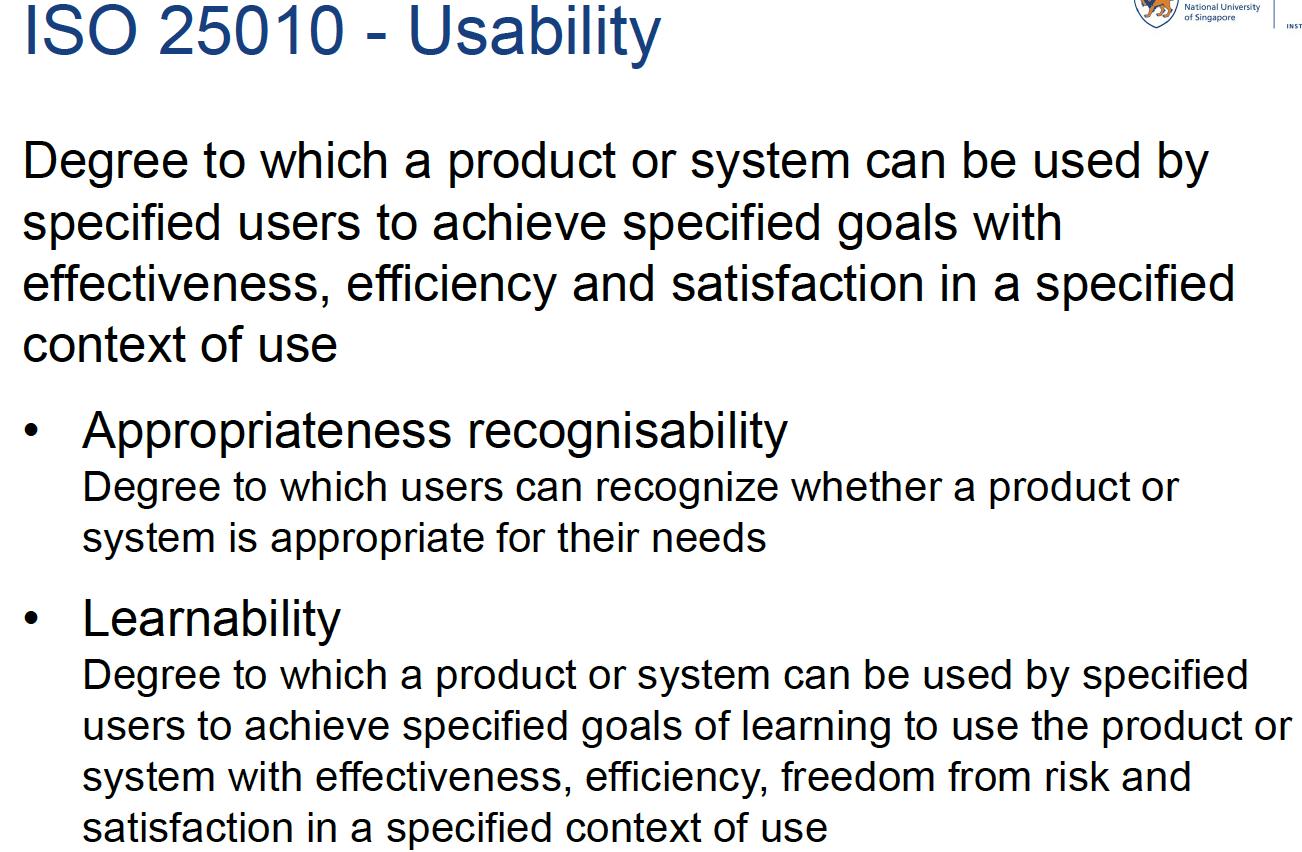 ISO 25010 - Usability
National University
of Singapore
INST
Degree to which a product or system can be used by
specified users to achieve specified goals with
effectiveness, efficiency and satisfaction in a specified
context of use
• Appropriateness recognisability
Degree to which users can recognize whether a product or
system is appropriate for their needs
• Learnability
Degree to which a product or system can be used by specified
users to achieve specified goals of learning to use the product or
system with effectiveness, efficiency, freedom from risk and
satisfaction in a specified context of use